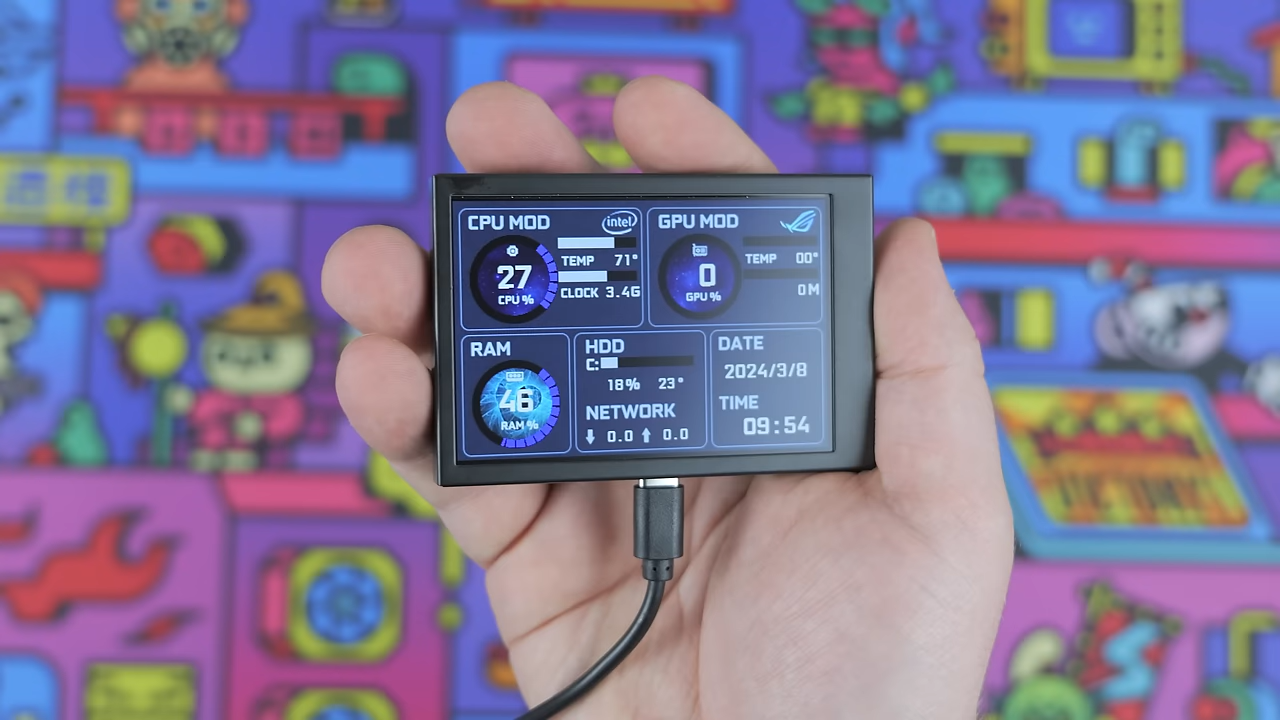 CPU MOD
intel
27
CPU %
TEMP 71°
CLOCK 3.4G
GPU MOD
0
GPU %
TEMP 00°
0M
RAM
46
RAM %
HDD
C:
18% 23°
NETWORK
⬇ 0.0 ⬆ 0.0
DATE
2024/3/8
TIME
09:54